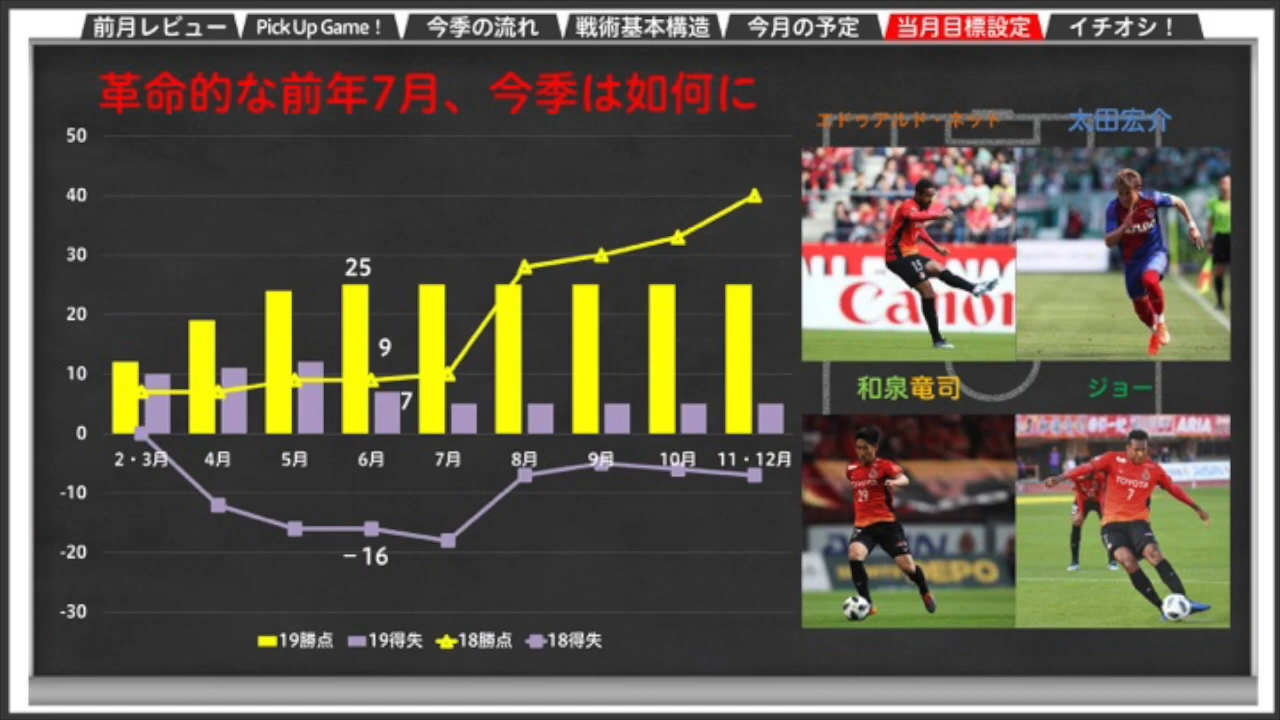 前月レビュー
Pick Up Game！
今季の流れ
戦術基本構造
今月の予定
当月目標設定
イチオシ！
革命的な前年7月、今季は如何に
50
40
30
20
10
0
-10
-20
-30
25
9
7
－16
2・3月
4月
5月
6月
7月
8月
9月
10月
11・12月
19勝点
19得失
18勝点
18得失
エドゥアルド・ネット
太田宏介
Canon
15
和泉竜司
ジョー
TOYOTA
29
DEPO
ARIA
TOYOTA
7